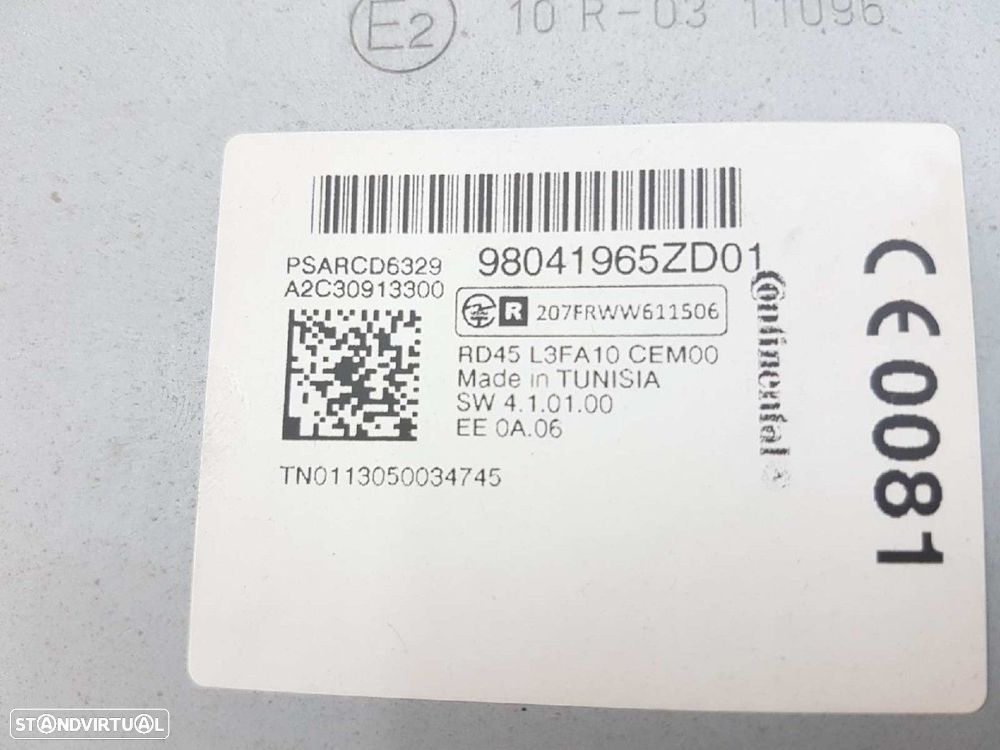 E2 10 R-03 11096
PSARCD6329 98041965ZD01
A2C30913300
R 207FRWW611506
RD45 L3FA10 CEM00
Made in TUNISIA
SW 4.1.01.00
EE 0A.06
TN0113050034745
Continental
CE 0081
STANDVIRTUAL